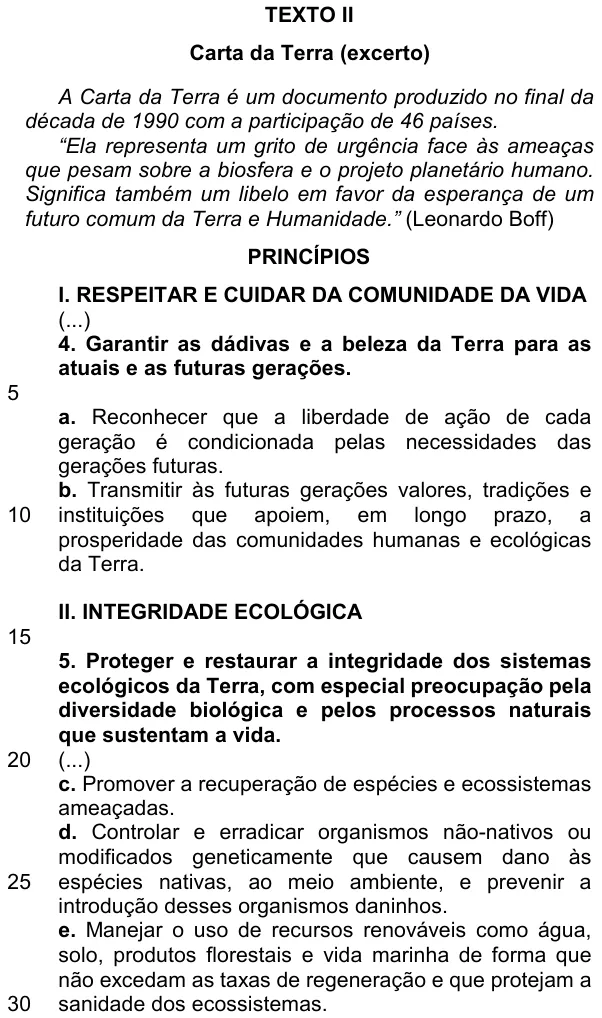 TEXTO II
Carta da Terra (excerto)
A Carta da Terra é um documento produzido no final da
década de 1990 com a participação de 46 países.
“Ela representa um grito de urgência face às ameaças
que pesam sobre a biosfera e o projeto planetário humano.
Significa também um libelo em favor da esperança de um
futuro comum da Terra e Humanidade.” (Leonardo Boff)
PRINCÍPIOS
I. RESPEITAR E CUIDAR DA COMUNIDADE DA VIDA
(...)
4. Garantir as dádivas e a beleza da Terra para as
atuais e as futuras gerações.
5
a. Reconhecer que a liberdade de ação de cada
geração é condicionada pelas necessidades das
gerações futuras.
b. Transmitir às futuras gerações valores, tradições e
10 instituições que apoiem, em longo prazo, a
prosperidade das comunidades humanas e ecológicas
da Terra.
II. INTEGRIDADE ECOLÓGICA
15
5. Proteger e restaurar a integridade dos sistemas
ecológicos da Terra, com especial preocupação pela
diversidade biológica e pelos processos naturais
que sustentam a vida.
20 (...)
c. Promover a recuperação de espécies e ecossistemas
ameaçadas.
d. Controlar e erradicar organismos não-nativos ou
modificados geneticamente que causem dano às
25 espécies nativas, ao meio ambiente, e prevenir a
introdução desses organismos daninhos.
e. Manejar o uso de recursos renováveis como água,
solo, produtos florestais e vida marinha de forma que
não excedam as taxas de regeneração e que protejam a
30 sanidade dos ecossistemas.